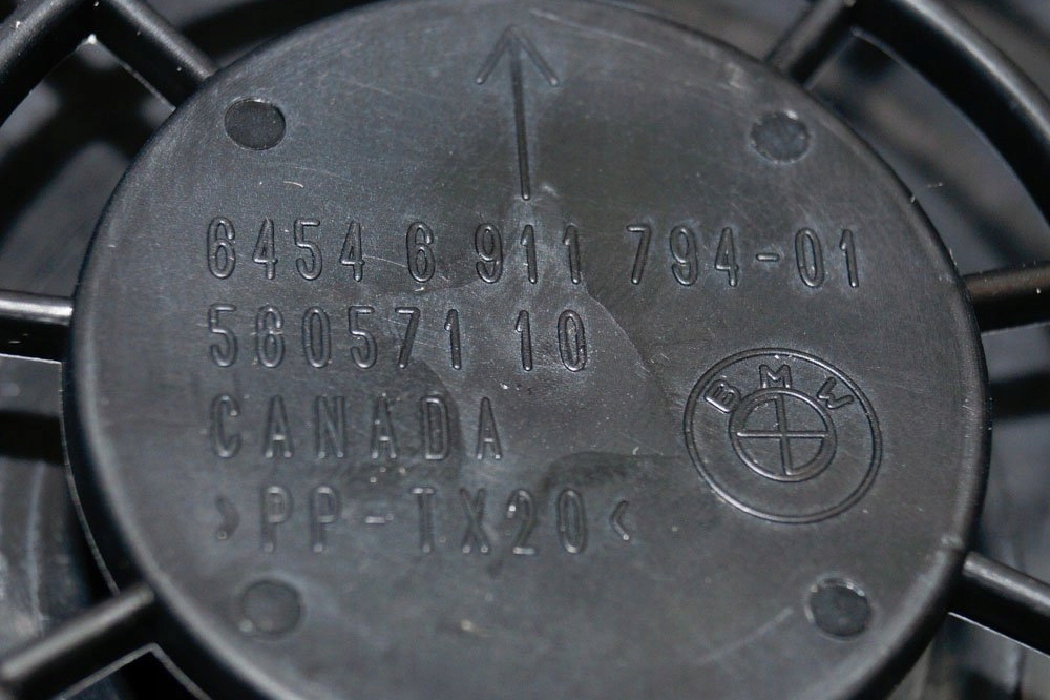 6454 6 911 794-01
580571 10
CANADA
>PP-TX20<
BMW